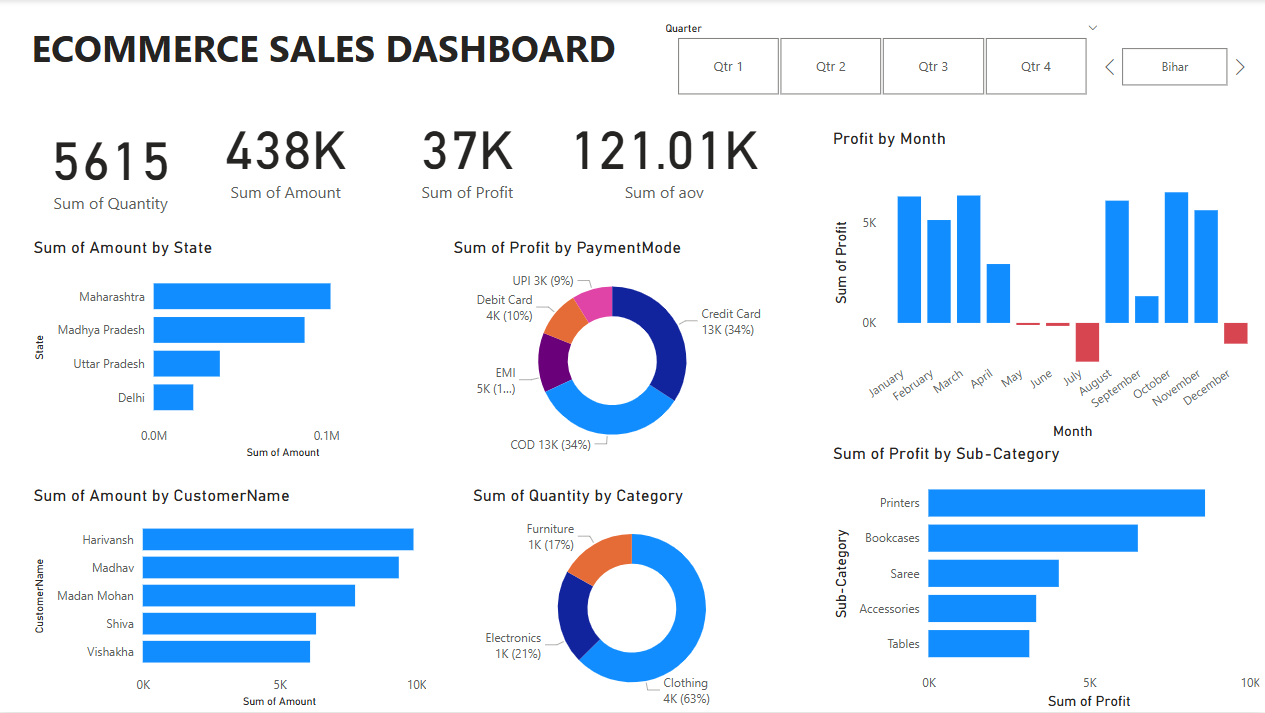 ECOMMERCE SALES DASHBOARD
Quarter
Qtr 1
Qtr 2
Qtr 3
Qtr 4
Bihar
5615
Sum of Quantity
438K
Sum of Amount
37K
Sum of Profit
121.01K
Sum of aov
Sum of Amount by State
State
Maharashtra
Madhya Pradesh
Uttar Pradesh
Delhi
0.0M
0.1M
Sum of Amount
Sum of Profit by PaymentMode
UPI 3K (9%)
Debit Card
4K (10%)
EMI
5K (1...)
COD 13K (34%)
Credit Card
13K (34%)
Profit by Month
Sum of Profit
5K
0K
January
February
March
April
May
June
July
August
September
October
November
December
Month
Sum of Amount by CustomerName
CustomerName
Harivansh
Madhav
Madan Mohan
Shiva
Vishakha
0K
5K
10K
Sum of Amount
Sum of Quantity by Category
Furniture
1K (17%)
Electronics
1K (21%)
Clothing
4K (63%)
Sum of Profit by Sub-Category
Sub-Category
Printers
Bookcases
Saree
Accessories
Tables
0K
5K
10K
Sum of Profit